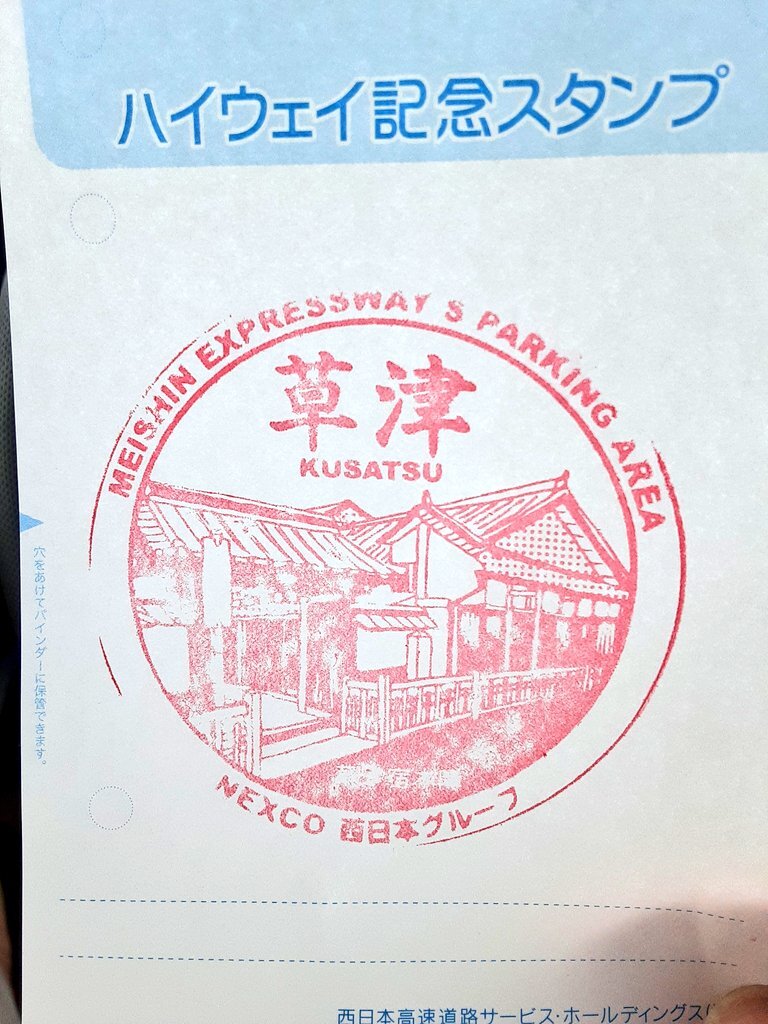 ハイウェイ記念スタンプ
MEISHIN EXPRESSWAY'S PARKING AREA
草津
KUSATSU
NEXCO 西日本グループ
穴をあけてバインダーに保管できます。
西日本高速道路サービス・ホールディングス